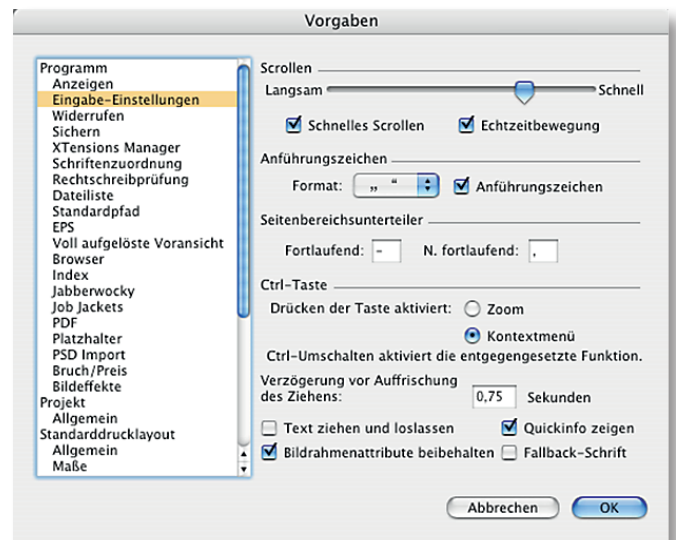 Vorgaben
Programm
Anzeigen
Eingabe-Einstellungen
Widerrufen
Sichern
XTensions Manager
Schriftenzuordnung
Rechtschreibprüfung
Dateiliste
Standardpfad
EPS
Voll aufgelöste Voransicht
Browser
Index
Jabberwocky
Job Jackets
PDF
Platzhalter
PSD Import
Bruch/Preis
Bildeffekte
Projekt
Allgemein
Standarddrucklayout
Allgemein
Maße
Scrollen
Langsam Schnell
Schnelles Scrollen Echtzeitbewegung
Anführungszeichen
Format: „ “ Anführungszeichen
Seitenbereichsunterteiler
Fortlaufend: - N. fortlaufend: ,
Ctrl-Taste
Drücken der Taste aktiviert: Zoom
Kontextmenü
Ctrl-Umschalten aktiviert die entgegengesetzte Funktion.
Verzögerung vor Auffrischung
des Ziehens: 0,75 Sekunden
Text ziehen und loslassen Quickinfo zeigen
Bildrahmenattribute beibehalten Fallback-Schrift
Abbrechen OK